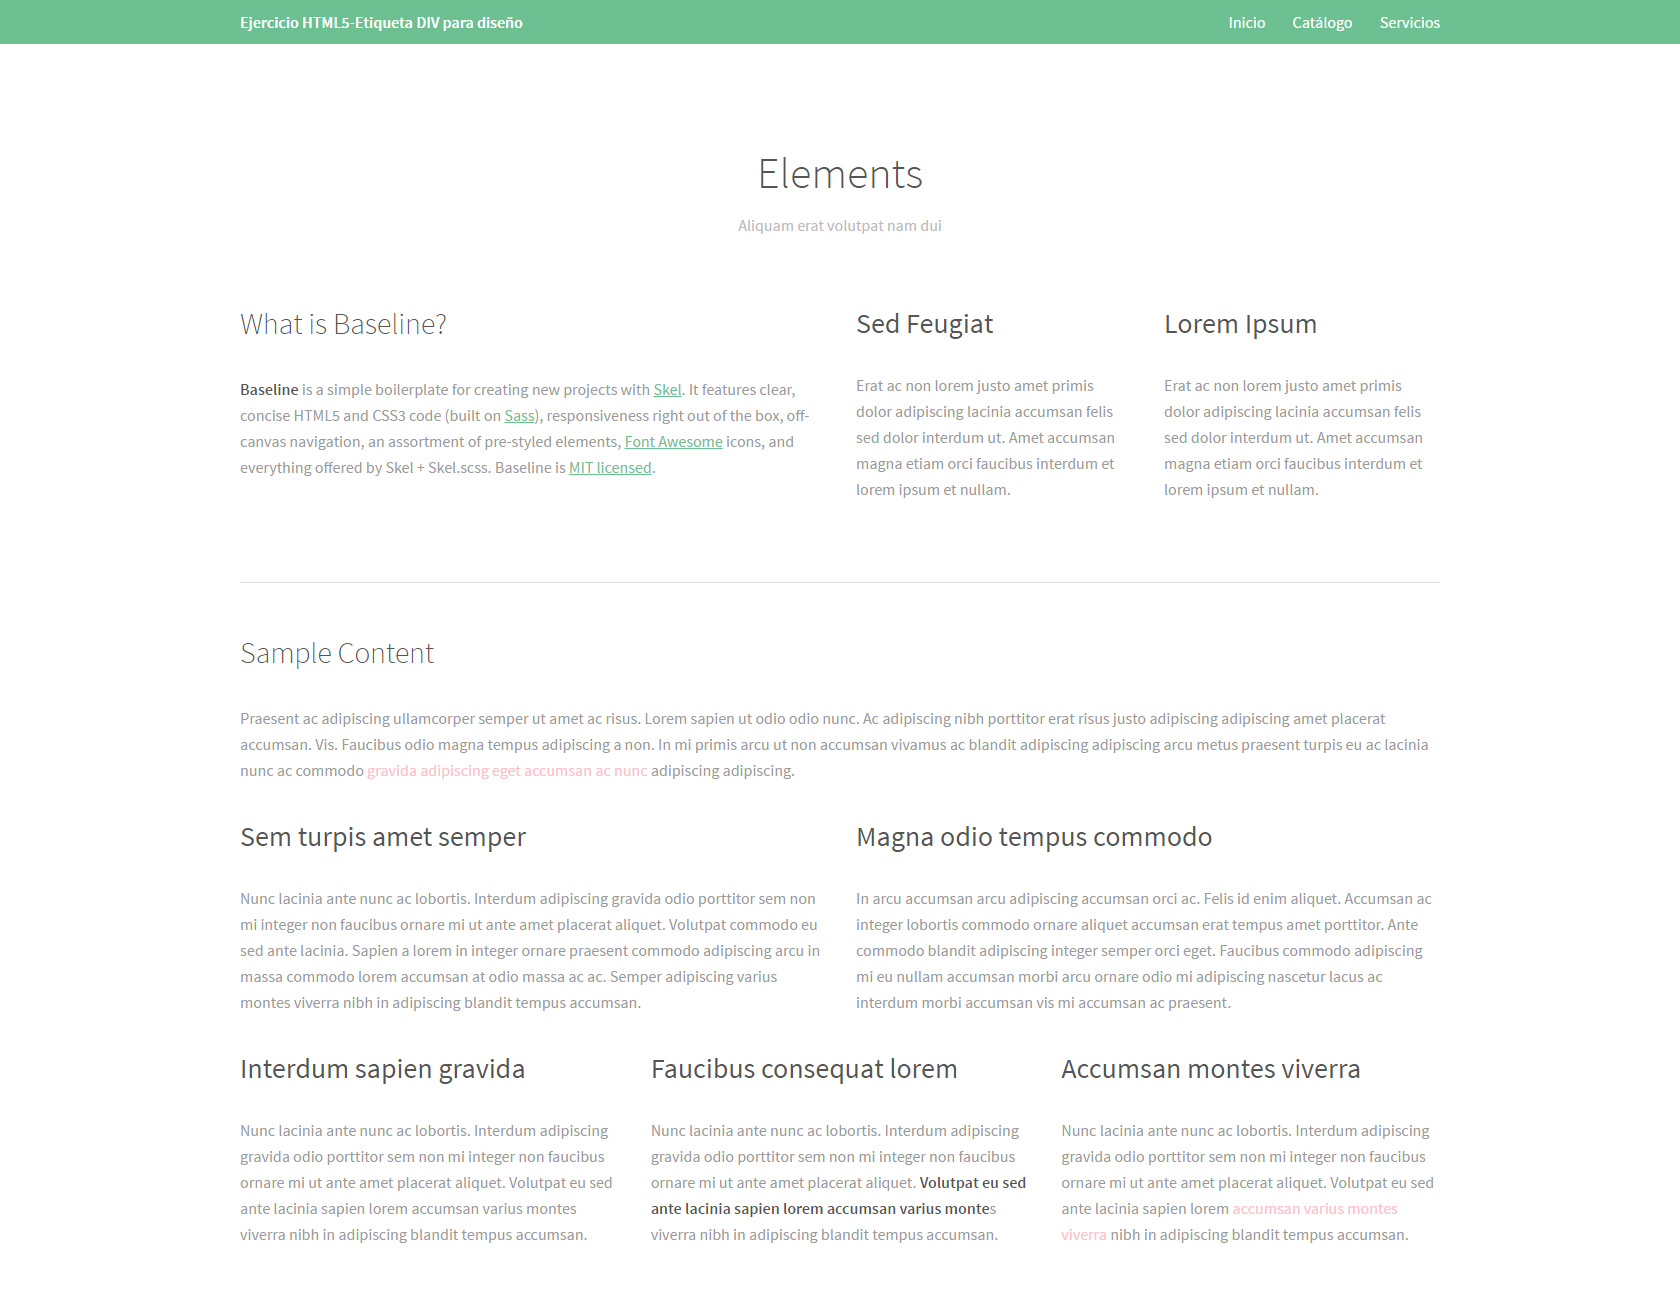 Ejercicio HTML5-Etiqueta DIV para diseño
Inicio Catálogo Servicios
Elements
Aliquam erat volutpat nam dui
What is Baseline?
Baseline is a simple boilerplate for creating new projects with Skel. It features clear,
concise HTML5 and CSS3 code (built on Sass), responsiveness right out of the box, off-
canvas navigation, an assortment of pre-styled elements, Font Awesome icons, and
everything offered by Skel + Skel.scss. Baseline is MIT licensed.
Sed Feugiat
Erat ac non lorem justo amet primis
dolor adipiscing lacinia accumsan felis
sed dolor interdum ut. Amet accumsan
magna etiam orci faucibus interdum et
lorem ipsum et nullam.
Lorem Ipsum
Erat ac non lorem justo amet primis
dolor adipiscing lacinia accumsan felis
sed dolor interdum ut. Amet accumsan
magna etiam orci faucibus interdum et
lorem ipsum et nullam.
Sample Content
Praesent ac adipiscing ullamcorper semper ut amet ac risus. Lorem sapien ut odio odio nunc. Ac adipiscing nibh porttitor erat risus justo adipiscing adipiscing amet placerat
accumsan. Vis. Faucibus odio magna tempus adipiscing a non. In mi primis arcu ut non accumsan vivamus ac blandit adipiscing adipiscing arcu metus praesent turpis eu ac lacinia
nunc ac commodo gravida adipiscing eget accumsan ac nunc adipiscing adipiscing.
Sem turpis amet semper
Nunc lacinia ante nunc ac lobortis. Interdum adipiscing gravida odio porttitor sem non
mi integer non faucibus ornare mi ut ante amet placerat aliquet. Volutpat commodo eu
sed ante lacinia. Sapien a lorem in integer ornare praesent commodo adipiscing arcu in
massa commodo lorem accumsan at odio massa ac ac. Semper adipiscing varius
montes viverra nibh in adipiscing blandit tempus accumsan.
Magna odio tempus commodo
In arcu accumsan arcu adipiscing accumsan orci ac. Felis id enim aliquet. Accumsan ac
integer lobortis commodo ornare aliquet accumsan erat tempus amet porttitor. Ante
commodo blandit adipiscing integer semper orci eget. Faucibus commodo adipiscing
mi eu nullam accumsan morbi arcu ornare odio mi adipiscing nascetur lacus ac
interdum morbi accumsan vis mi accumsan ac praesent.
Interdum sapien gravida
Nunc lacinia ante nunc ac lobortis. Interdum adipiscing
gravida odio porttitor sem non mi integer non faucibus
ornare mi ut ante amet placerat aliquet. Volutpat eu sed
ante lacinia sapien lorem accumsan varius montes
viverra nibh in adipiscing blandit tempus accumsan.
Faucibus consequat lorem
Nunc lacinia ante nunc ac lobortis. Interdum adipiscing
gravida odio porttitor sem non mi integer non faucibus
ornare mi ut ante amet placerat aliquet. Volutpat eu sed
ante lacinia sapien lorem accumsan varius montes
viverra nibh in adipiscing blandit tempus accumsan.
Accumsan montes viverra
Nunc lacinia ante nunc ac lobortis. Interdum adipiscing
gravida odio porttitor sem non mi integer non faucibus
ornare mi ut ante amet placerat aliquet. Volutpat eu sed
ante lacinia sapien lorem accumsan varius montes
viverra nibh in adipiscing blandit tempus accumsan.